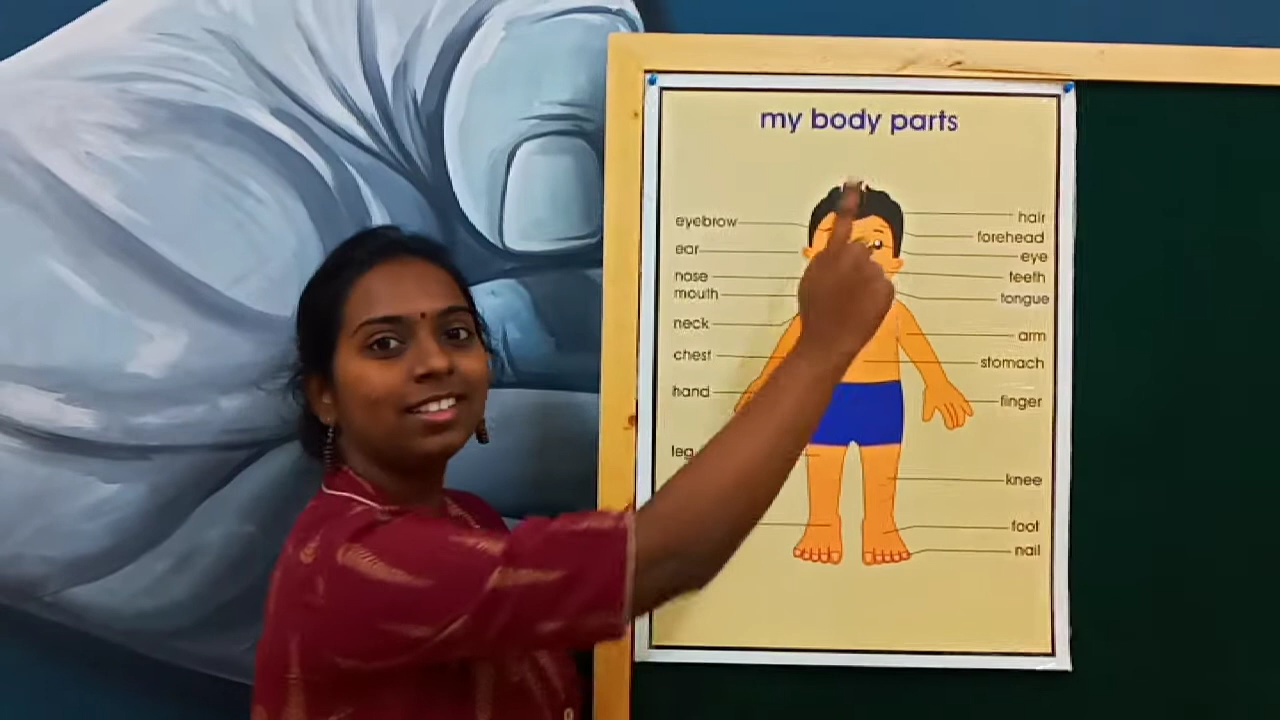 my body parts
eyebrow
ear
nose
mouth
neck
chest
hand
leg
hair
forehead
eye
teeth
tongue
arm
stomach
finger
knee
foot
nail